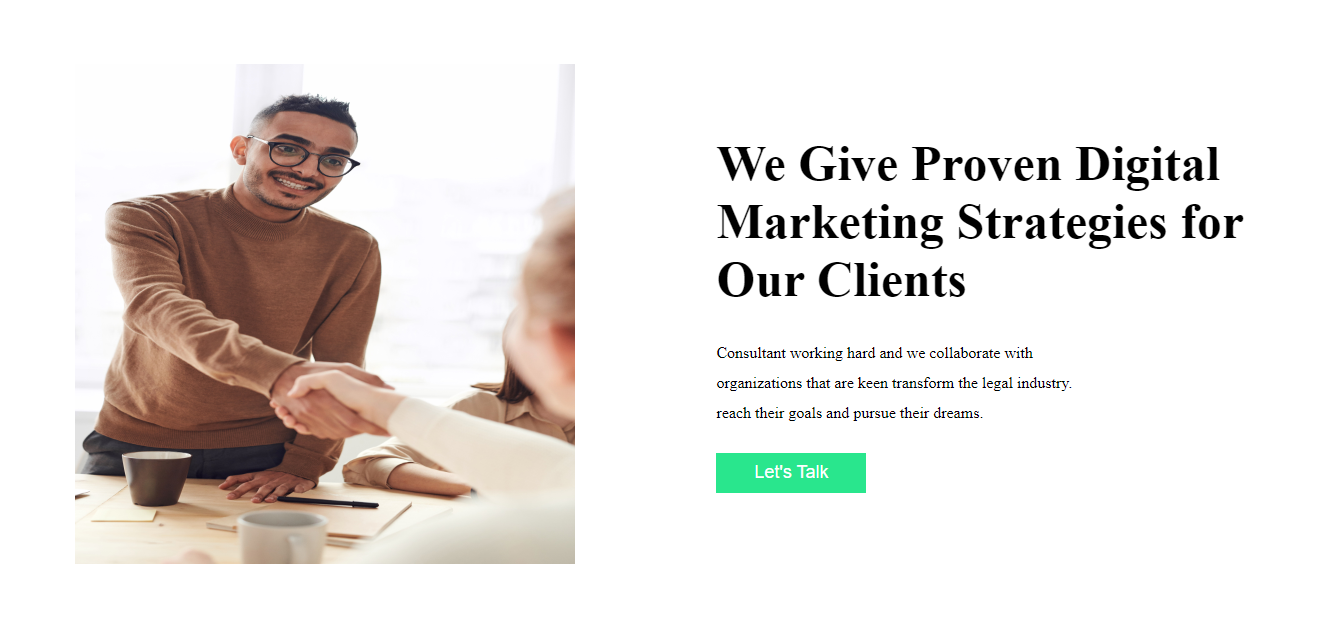 We Give Proven Digital
Marketing Strategies for
Our Clients
Consultant working hard and we collaborate with
organizations that are keen transform the legal industry.
reach their goals and pursue their dreams.
Let's Talk